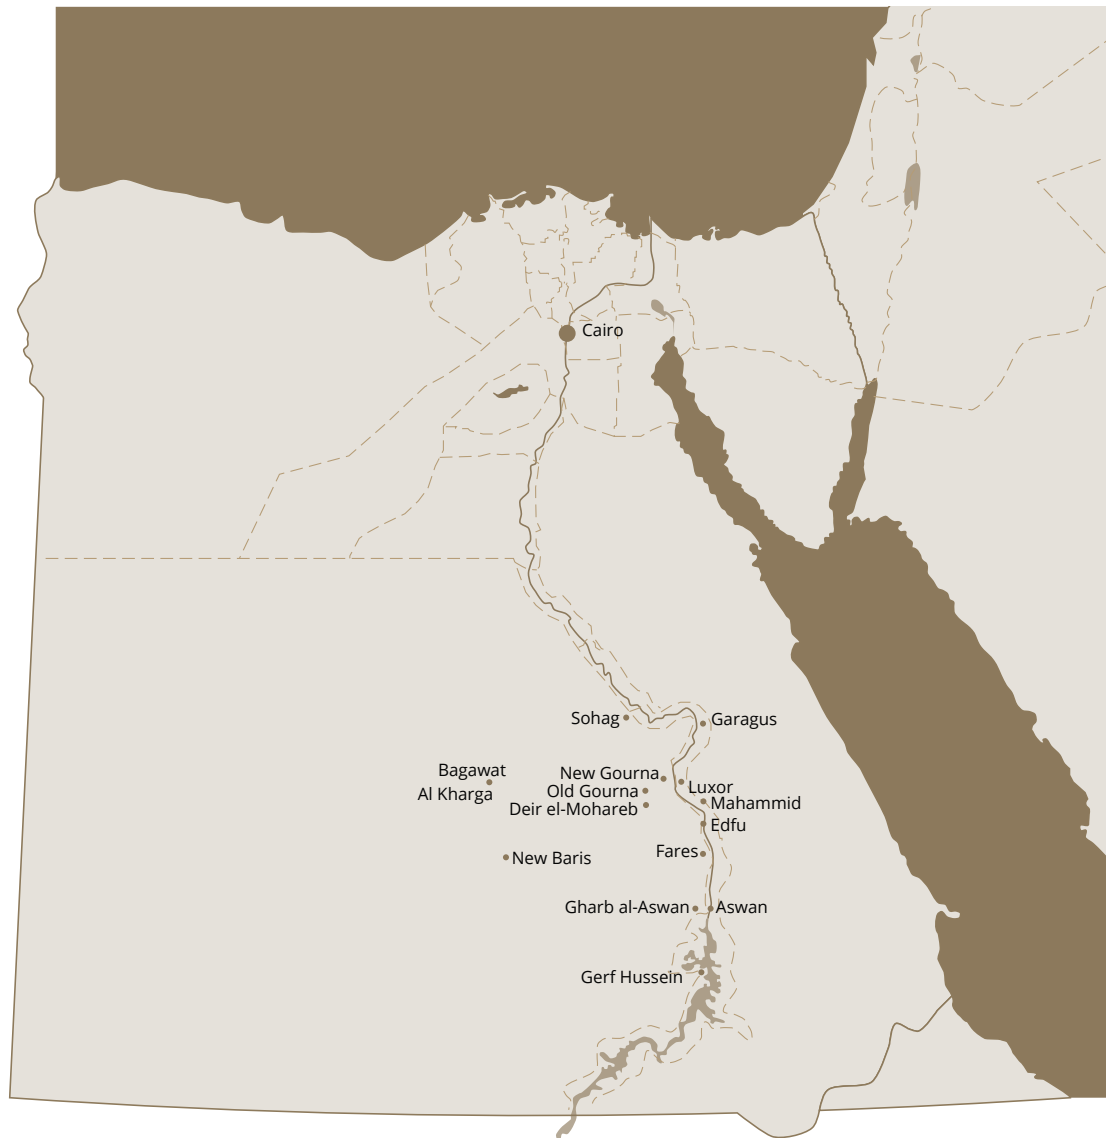 Cairo
Sohag
Garagus
Bagawat
Al Kharga
New Gourna
Old Gourna
Deir el-Mohareb
Luxor
Mahammid
Edfu
New Baris
Fares
Gharb al-Aswan
Aswan
Gerf Hussein